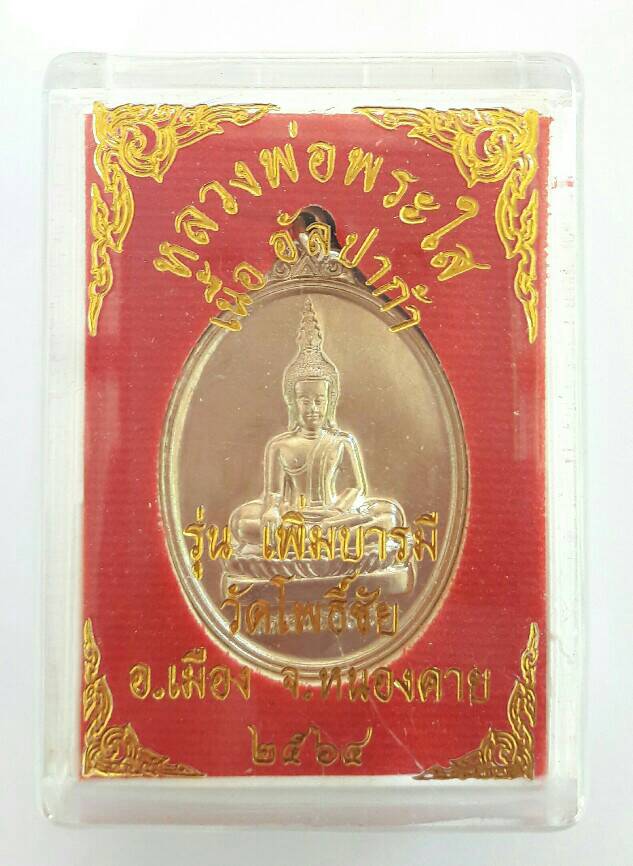 หลวงพ่อพระใส
เนื้อ อัลปาก้า
รุ่น เพิ่มบารมี
วัดโพธิ์ชัย
อ.เมือง จ.หนองคาย
๒๕๖๔